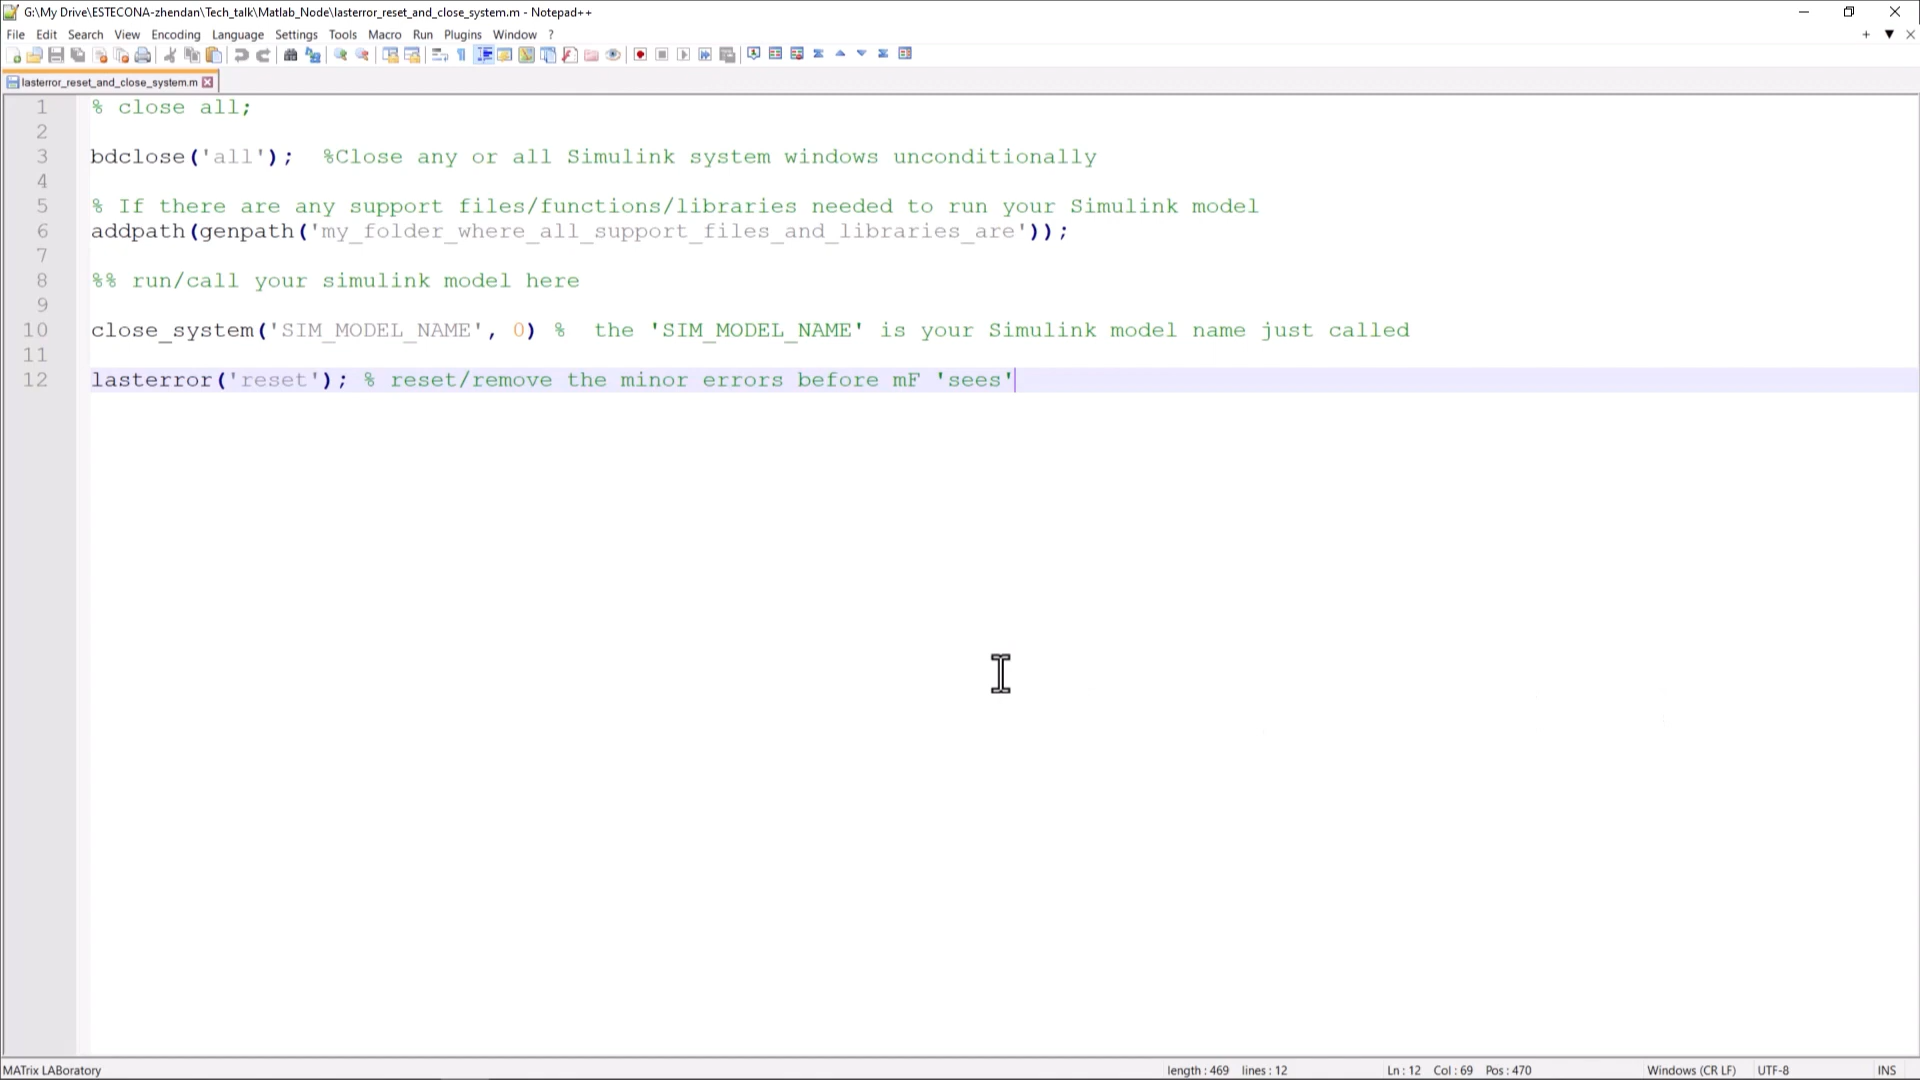 G:\My Drive\ESTECONA-zhendan\Tech_talk\Matlab_Node\lasterror_reset_and_close_system.m - Notepad++
File Edit Search View Encoding Language Settings Tools Macro Run Plugins Window ?
lasterror_reset_and_close_system.m
1 % close all;
2
3 bdclose('all');  %Close any or all Simulink system windows unconditionally
4
5 % If there are any support files/functions/libraries needed to run your Simulink model
6 addpath(genpath('my_folder_where_all_support_files_and_libraries_are'));
7
8 %% run/call your simulink model here
9
10 close_system('SIM_MODEL_NAME', 0) %  the 'SIM_MODEL_NAME' is your Simulink model name just called
11
12 lasterror('reset'); % reset/remove the minor errors before mF 'sees'
MATrix LABoratory length : 469 lines : 12 Ln : 12 Col : 69 Pos : 470 Windows (CR LF) UTF-8 INS